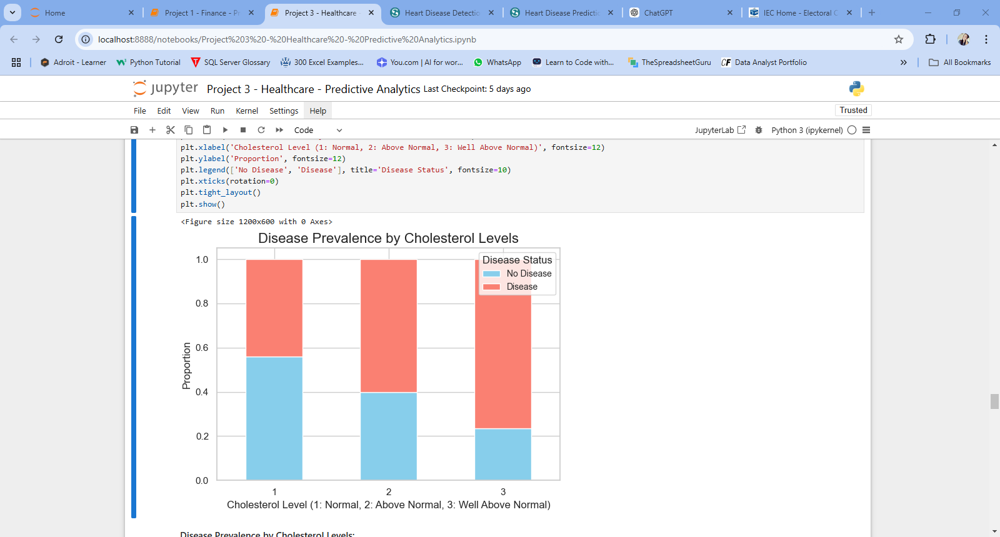 Home
Project 1 - Finance - Pr
Project 3 - Healthcare -
Heart Disease Detectio
Heart Disease Predictic
ChatGPT
IEC Home - Electoral C
localhost:8888/notebooks/Project%203%20-%20Healthcare%20-%20Predictive%20Analytics.ipynb
Adroit - Learner
Python Tutorial
SQL Server Glossary
300 Excel Examples...
You.com | AI for wor...
WhatsApp
Learn to Code with...
TheSpreadsheetGuru
CF Data Analyst Portfolio
All Bookmarks
jupyter Project 3 - Healthcare - Predictive Analytics Last Checkpoint: 5 days ago
File Edit View Run Kernel Settings Help
Trusted
Code
JupyterLab
Python 3 (ipykernel)
plt.xlabel('Cholesterol Level (1: Normal, 2: Above Normal, 3: Well Above Normal)', fontsize=12)
plt.ylabel('Proportion', fontsize=12)
plt.legend(['No Disease', 'Disease'], title='Disease Status', fontsize=10)
plt.xticks(rotation=0)
plt.tight_layout()
plt.show()
<Figure size 1200x600 with 0 Axes>
Disease Prevalence by Cholesterol Levels
Disease Status
No Disease
Disease
1.0
0.8
0.6
0.4
0.2
0.0
Proportion
1 2 3
Cholesterol Level (1: Normal, 2: Above Normal, 3: Well Above Normal)
Disease Prevalence by Cholesterol Levels: